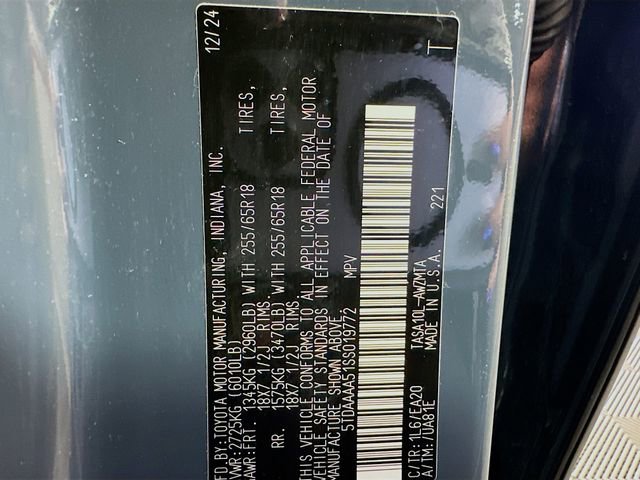 MFD. BY:TOYOTA MOTOR MANUFACTURING, INDIANA, INC. 12/24
VWR: 2725KG (6010LB)
AWR:FRT. 1345KG (2960LB) WITH 255/65R18 TIRES,
18X7 1/2J RIMS.
RR. 1575KG (3470LB) WITH 255/65R18 TIRES,
18X7 1/2J RIMS.
THIS VEHICLE CONFORMS TO ALL APPLICABLE FEDERAL MOTOR
VEHICLE SAFETY STANDARDS IN EFFECT ON THE DATE OF
MANUFACTURE SHOWN ABOVE.
5TDAAAA51SS019772 MPV
C/TR: 1L6/EA20 TASA10L-AWZMTA 221
A/TM: /UA81E MADE IN U.S.A. T